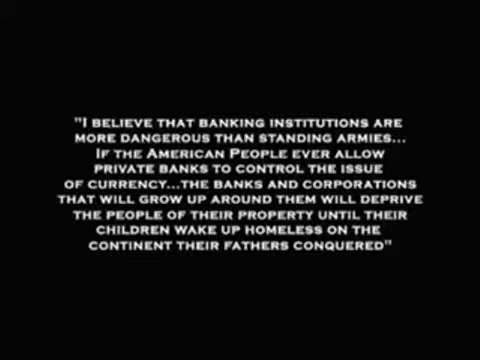 "I BELIEVE THAT BANKING INSTITUTIONS ARE
MORE DANGEROUS THAN STANDING ARMIES...
IF THE AMERICAN PEOPLE EVER ALLOW
PRIVATE BANKS TO CONTROL THE ISSUE
OF CURRENCY...THE BANKS AND CORPORATIONS
THAT WILL GROW UP AROUND THEM WILL DEPRIVE
THE PEOPLE OF THEIR PROPERTY UNTIL THEIR
CHILDREN WAKE UP HOMELESS ON THE
CONTINENT THEIR FATHERS CONQUERED"